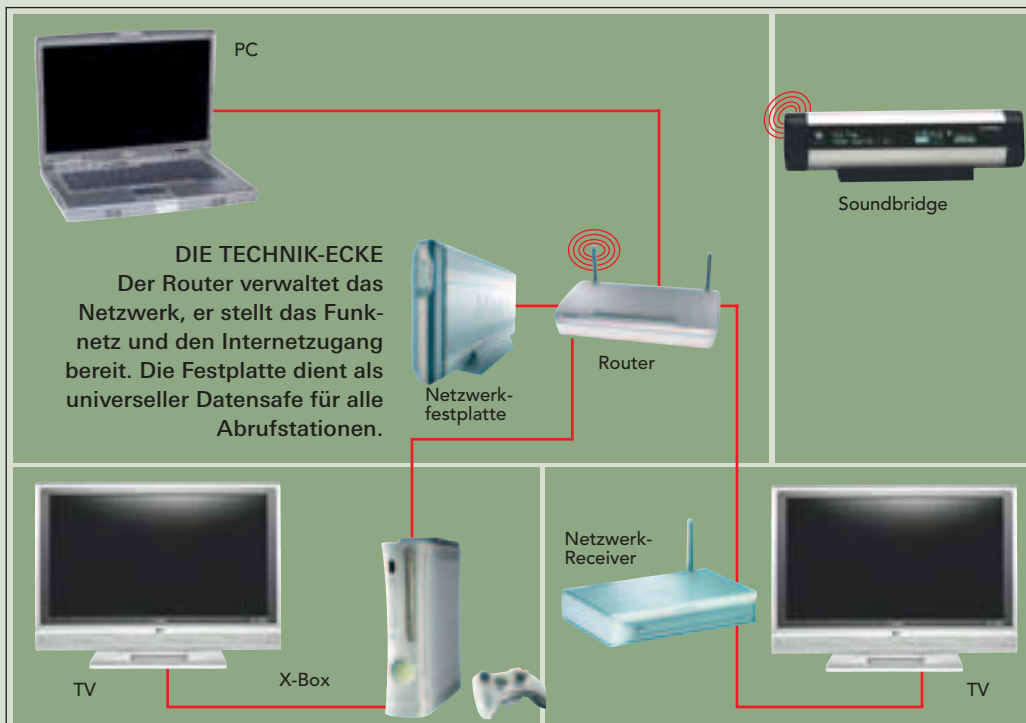 PC
Soundbridge
DIE TECHNIK-ECKE
Der Router verwaltet das
Netzwerk, er stellt das Funk-
netz und den Internetzugang
bereit. Die Festplatte dient als
universeller Datensafe für alle
Abrufstationen.
Netzwerk-
festplatte
Router
TV
X-Box
Netzwerk-
Receiver
TV